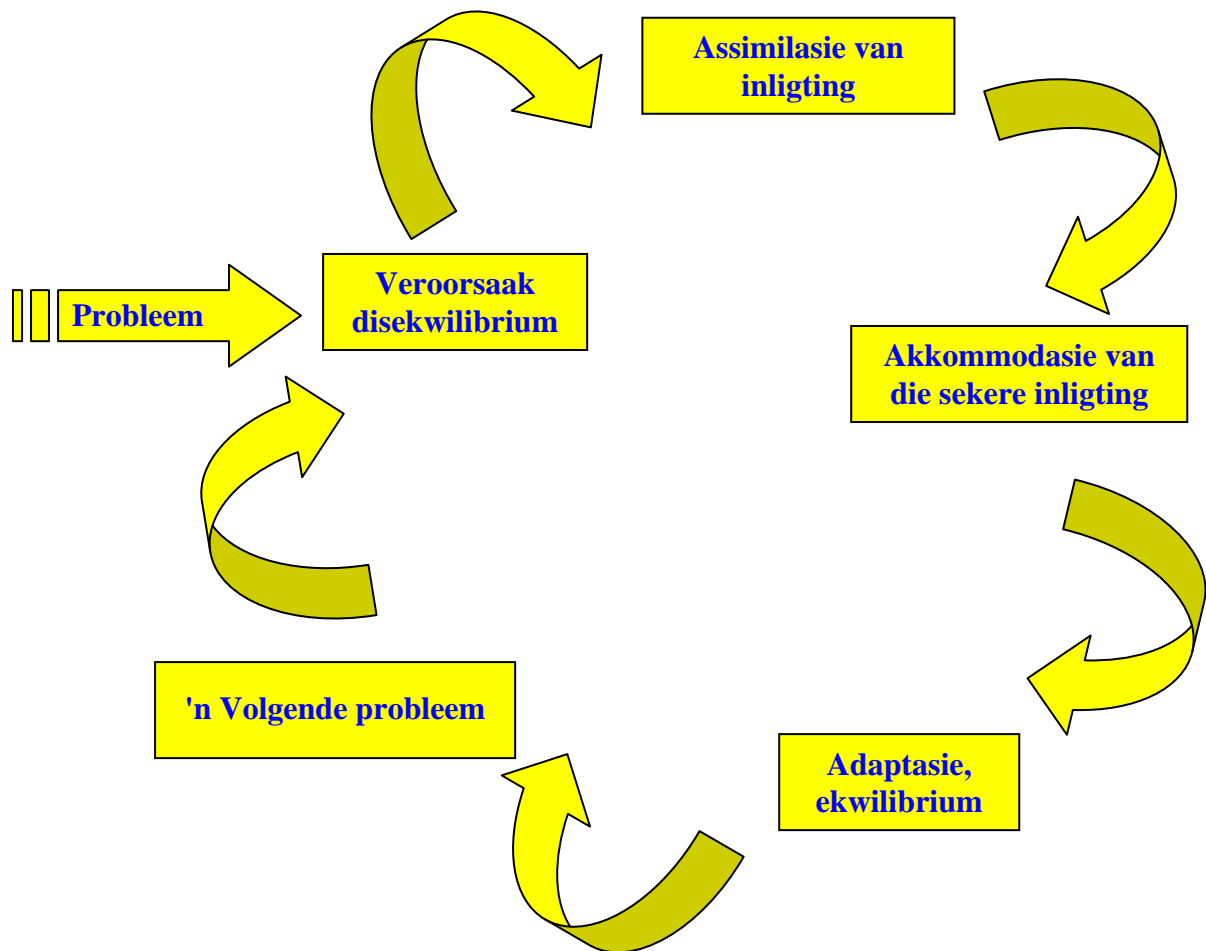 Assimilasie van
inligting
Probleem
Veroorsaak
disekwilibrium
Akkommodasie van
die sekere inligting
Adaptasie,
ekwilibrium
'n Volgende probleem